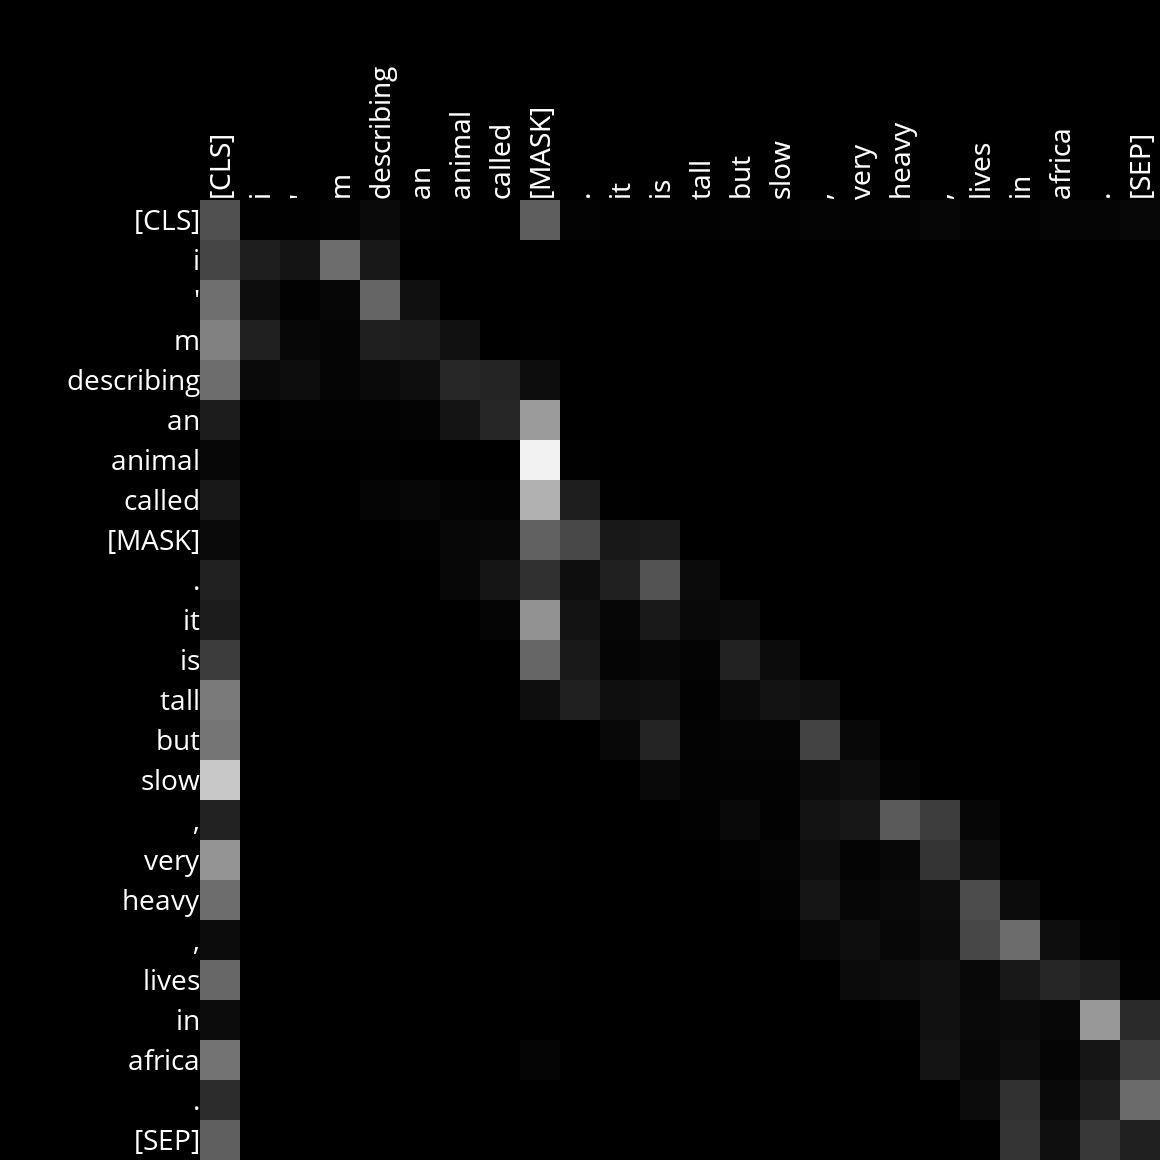 [CLS] i ' m describing an animal called [MASK] . it is tall but slow , very heavy , lives in africa . [SEP]
[CLS]
i
'
m
describing
an
animal
called
[MASK]
.
it
is
tall
but
slow
,
very
heavy
,
lives
in
africa
.
[SEP]